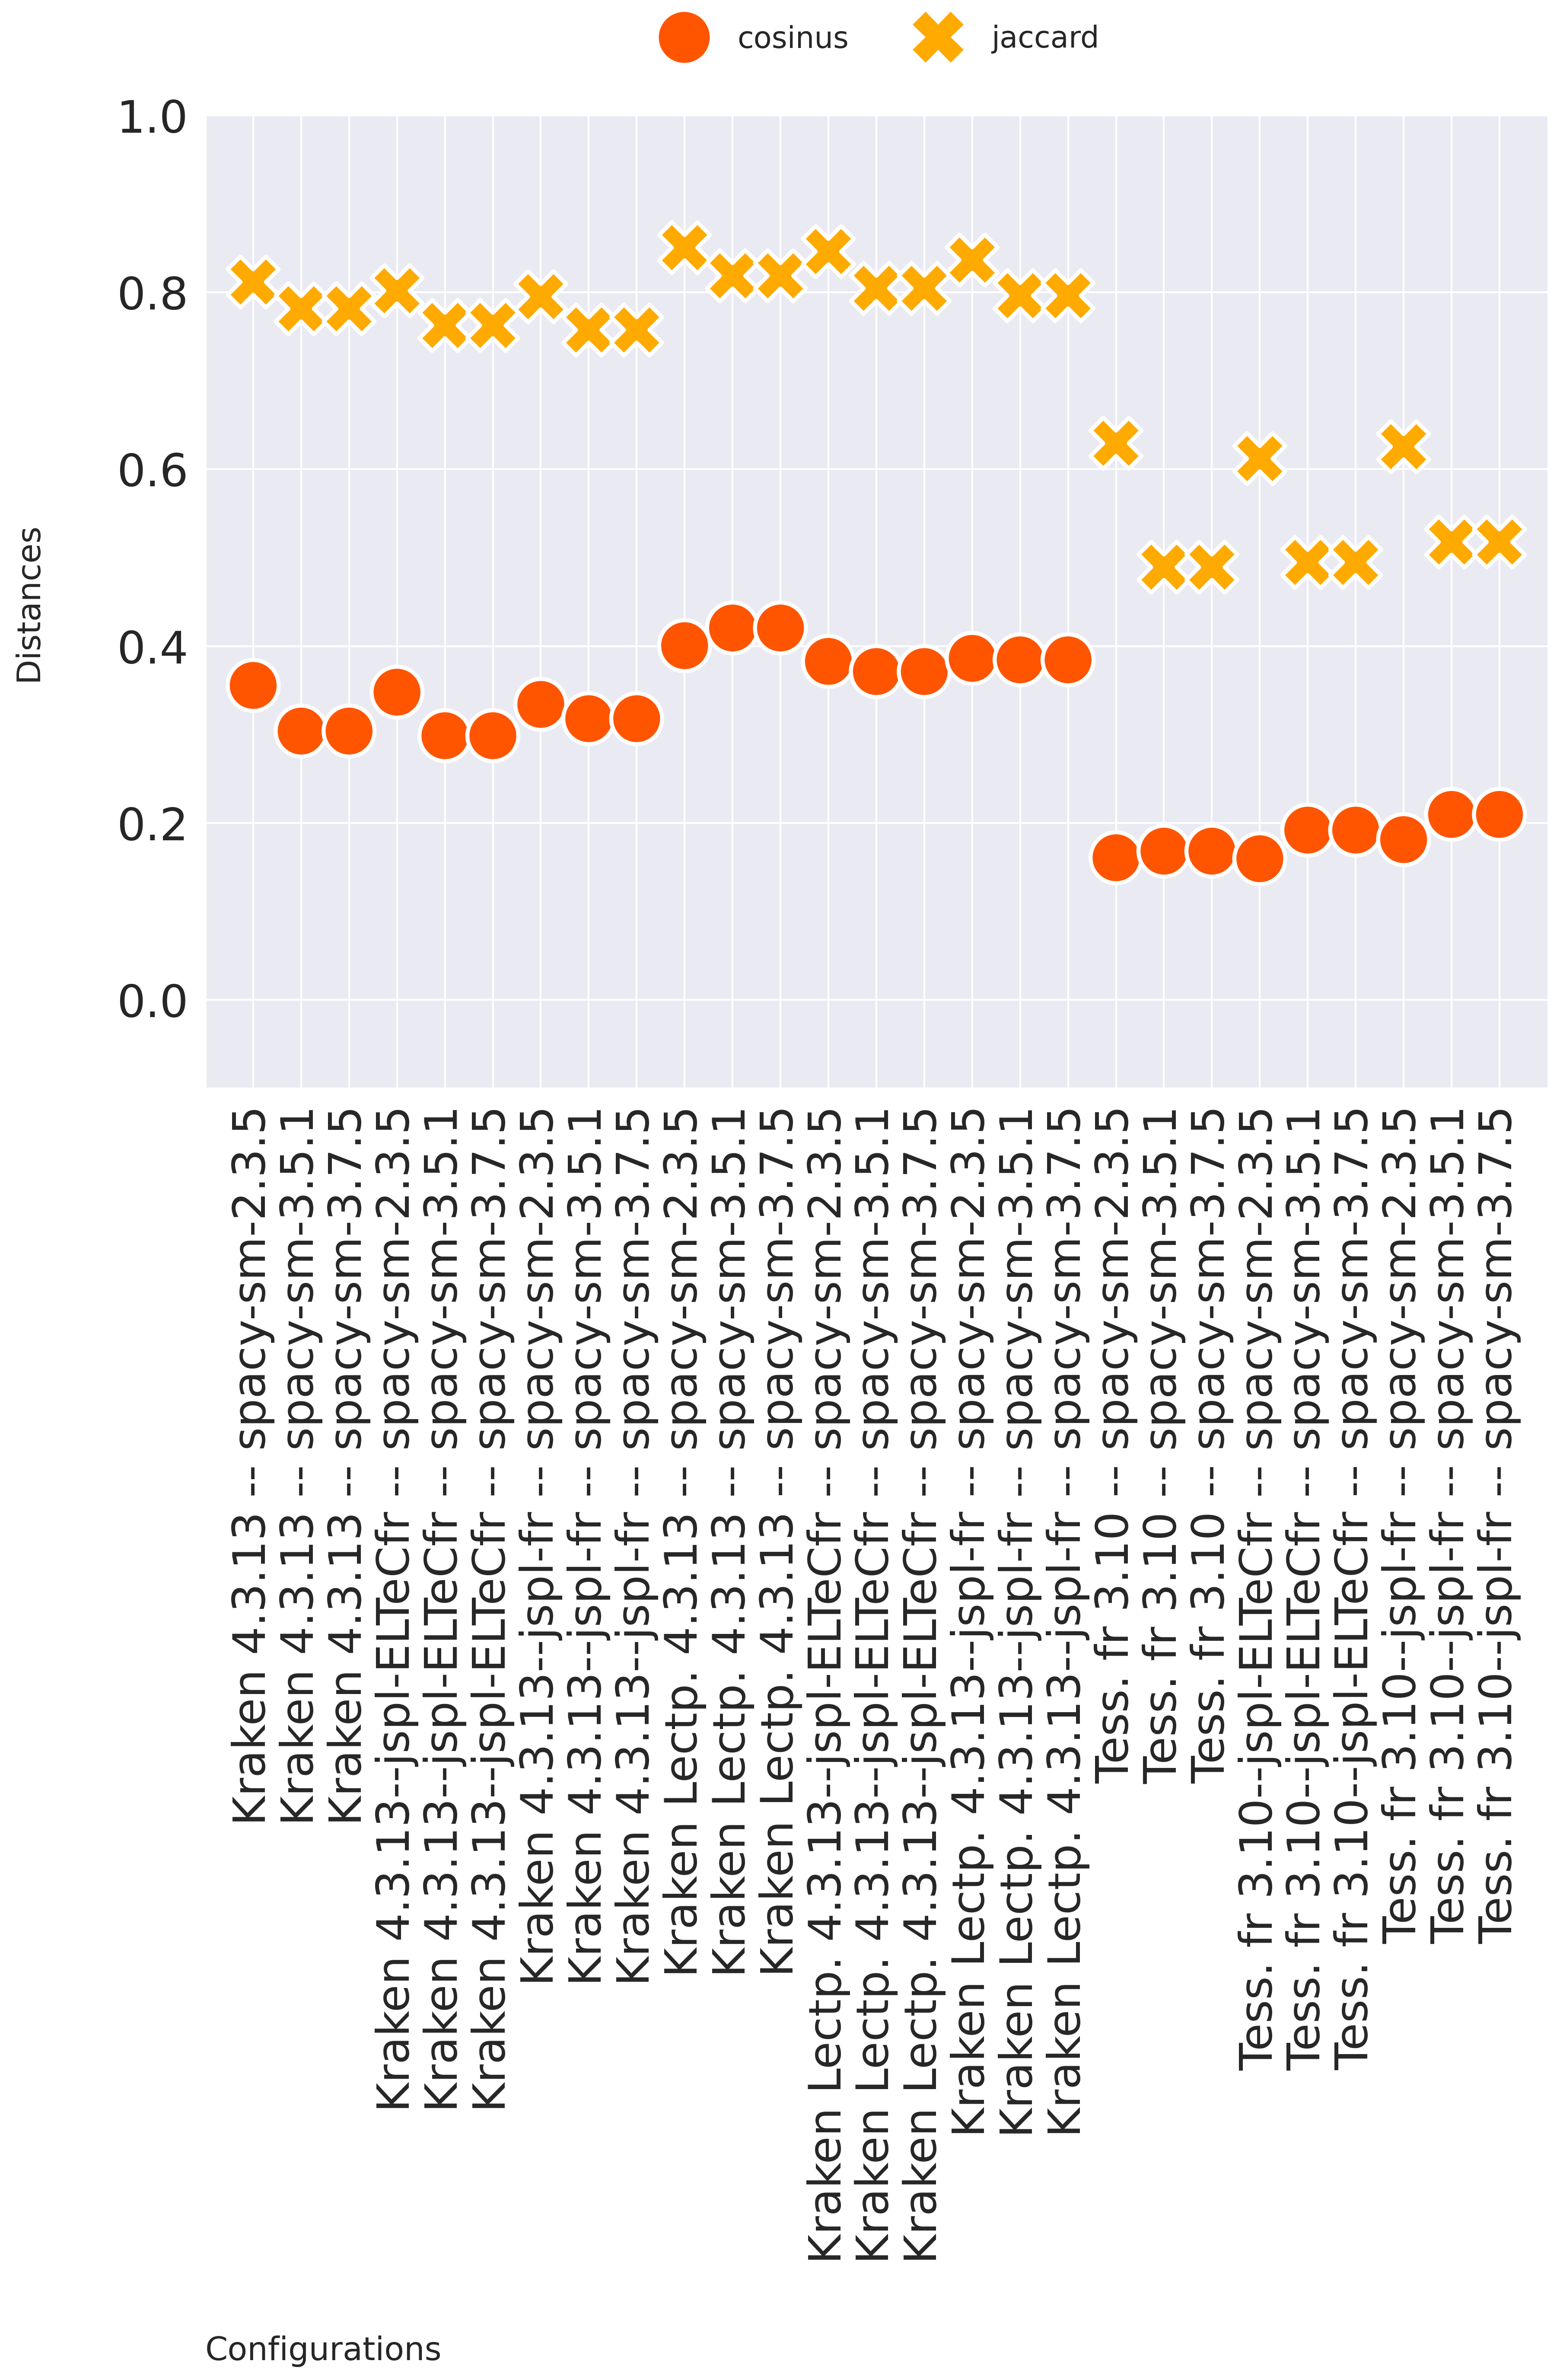 cosinus
jaccard
1.0
0.8
0.6
0.4
0.2
0.0
Distances
Kraken 4.3.13 -- spacy-sm-2.3.5
Kraken 4.3.13 -- spacy-sm-3.5.1
Kraken 4.3.13 -- spacy-sm-3.7.5
Kraken 4.3.13--jspl-ELTeCfr -- spacy-sm-2.3.5
Kraken 4.3.13--jspl-ELTeCfr -- spacy-sm-3.5.1
Kraken 4.3.13--jspl-ELTeCfr -- spacy-sm-3.7.5
Kraken 4.3.13--jspl-fr -- spacy-sm-2.3.5
Kraken 4.3.13--jspl-fr -- spacy-sm-3.5.1
Kraken 4.3.13--jspl-fr -- spacy-sm-3.7.5
Kraken Lectp. 4.3.13 -- spacy-sm-2.3.5
Kraken Lectp. 4.3.13 -- spacy-sm-3.5.1
Kraken Lectp. 4.3.13 -- spacy-sm-3.7.5
Kraken Lectp. 4.3.13--jspl-ELTeCfr -- spacy-sm-2.3.5
Kraken Lectp. 4.3.13--jspl-ELTeCfr -- spacy-sm-3.5.1
Kraken Lectp. 4.3.13--jspl-ELTeCfr -- spacy-sm-3.7.5
Kraken Lectp. 4.3.13--jspl-fr -- spacy-sm-2.3.5
Kraken Lectp. 4.3.13--jspl-fr -- spacy-sm-3.5.1
Kraken Lectp. 4.3.13--jspl-fr -- spacy-sm-3.7.5
Tess. fr 3.10 -- spacy-sm-2.3.5
Tess. fr 3.10 -- spacy-sm-3.5.1
Tess. fr 3.10 -- spacy-sm-3.7.5
Tess. fr 3.10--jspl-ELTeCfr -- spacy-sm-2.3.5
Tess. fr 3.10--jspl-ELTeCfr -- spacy-sm-3.5.1
Tess. fr 3.10--jspl-ELTeCfr -- spacy-sm-3.7.5
Tess. fr 3.10--jspl-fr -- spacy-sm-2.3.5
Tess. fr 3.10--jspl-fr -- spacy-sm-3.5.1
Tess. fr 3.10--jspl-fr -- spacy-sm-3.7.5
Configurations